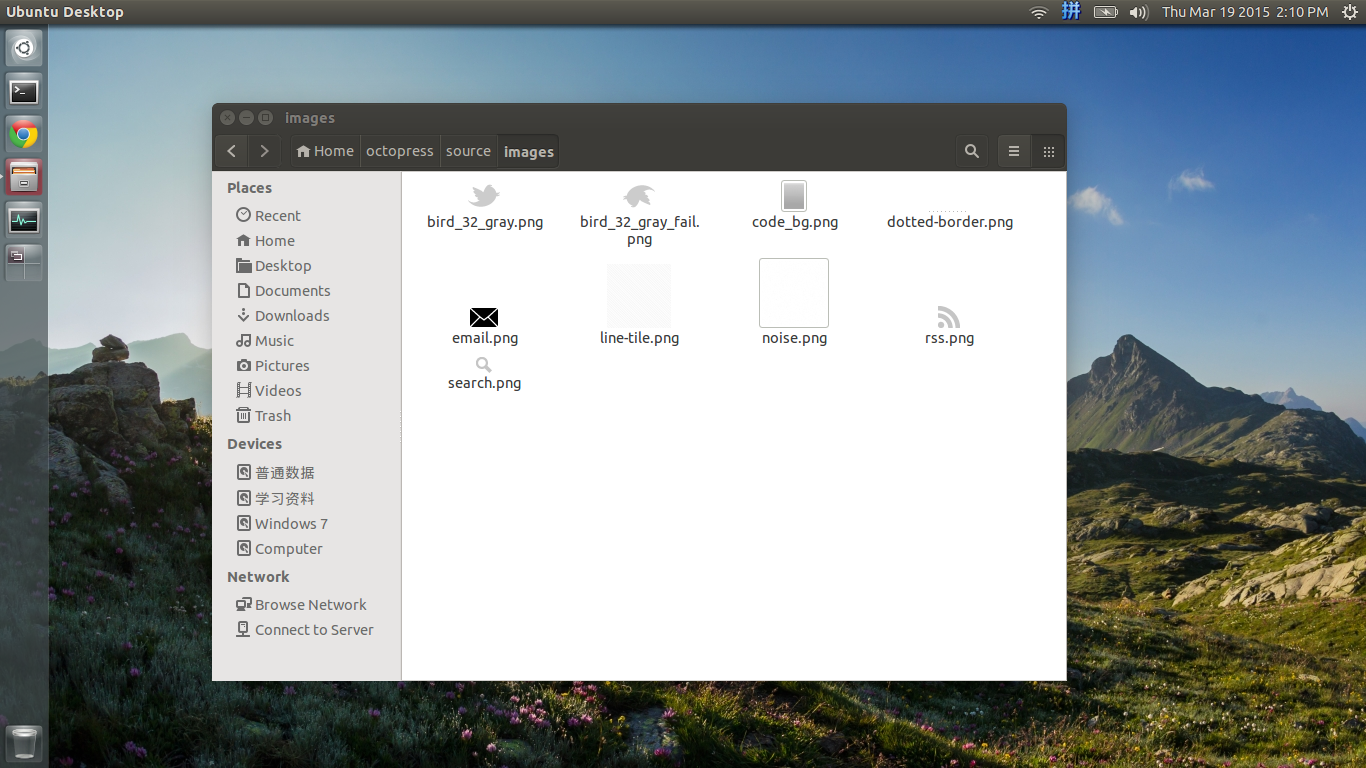 Ubuntu Desktop
拼
Thu Mar 19 2015 2:10 PM
images
Home
octopress
source
images
Places
Recent
Home
Desktop
Documents
Downloads
Music
Pictures
Videos
Trash
Devices
普通数据
学习资料
Windows 7
Computer
Network
Browse Network
Connect to Server
bird_32_gray.png
bird_32_gray_fail.
png
code_bg.png
dotted-border.png
email.png
line-tile.png
noise.png
rss.png
search.png